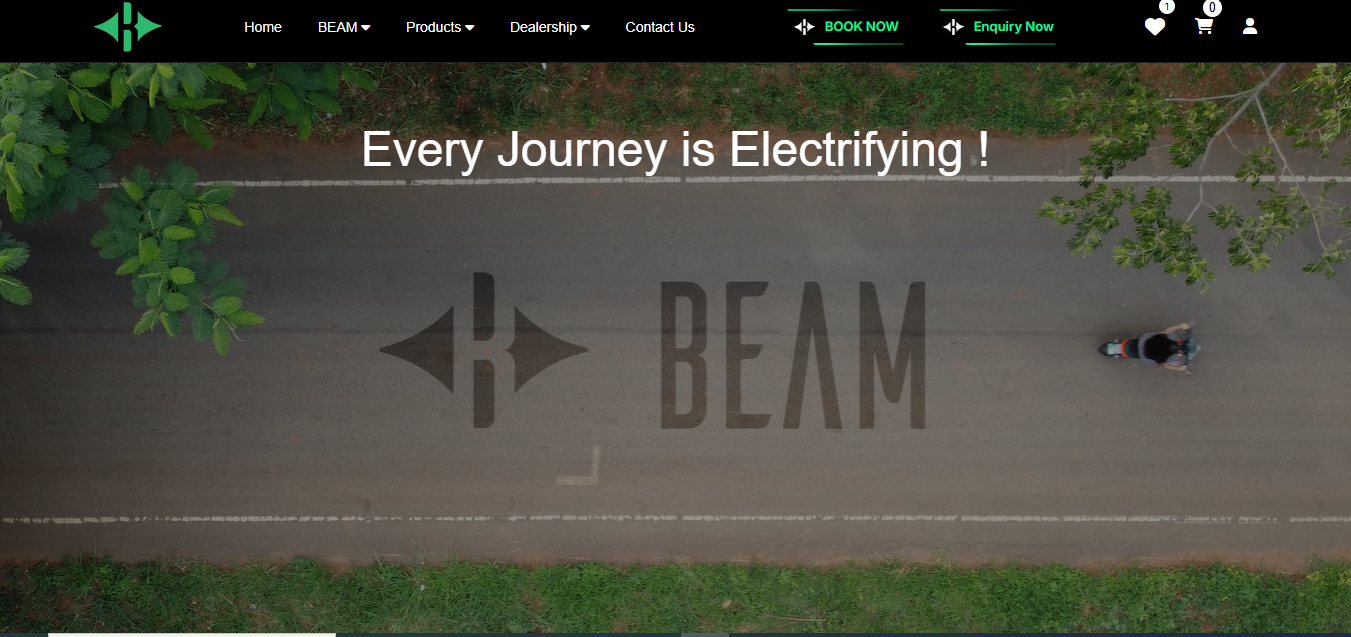 1
0
Home
BEAM
Products
Dealership
Contact Us
BOOK NOW
Enquiry Now
Every Journey is Electrifying !
BEAM